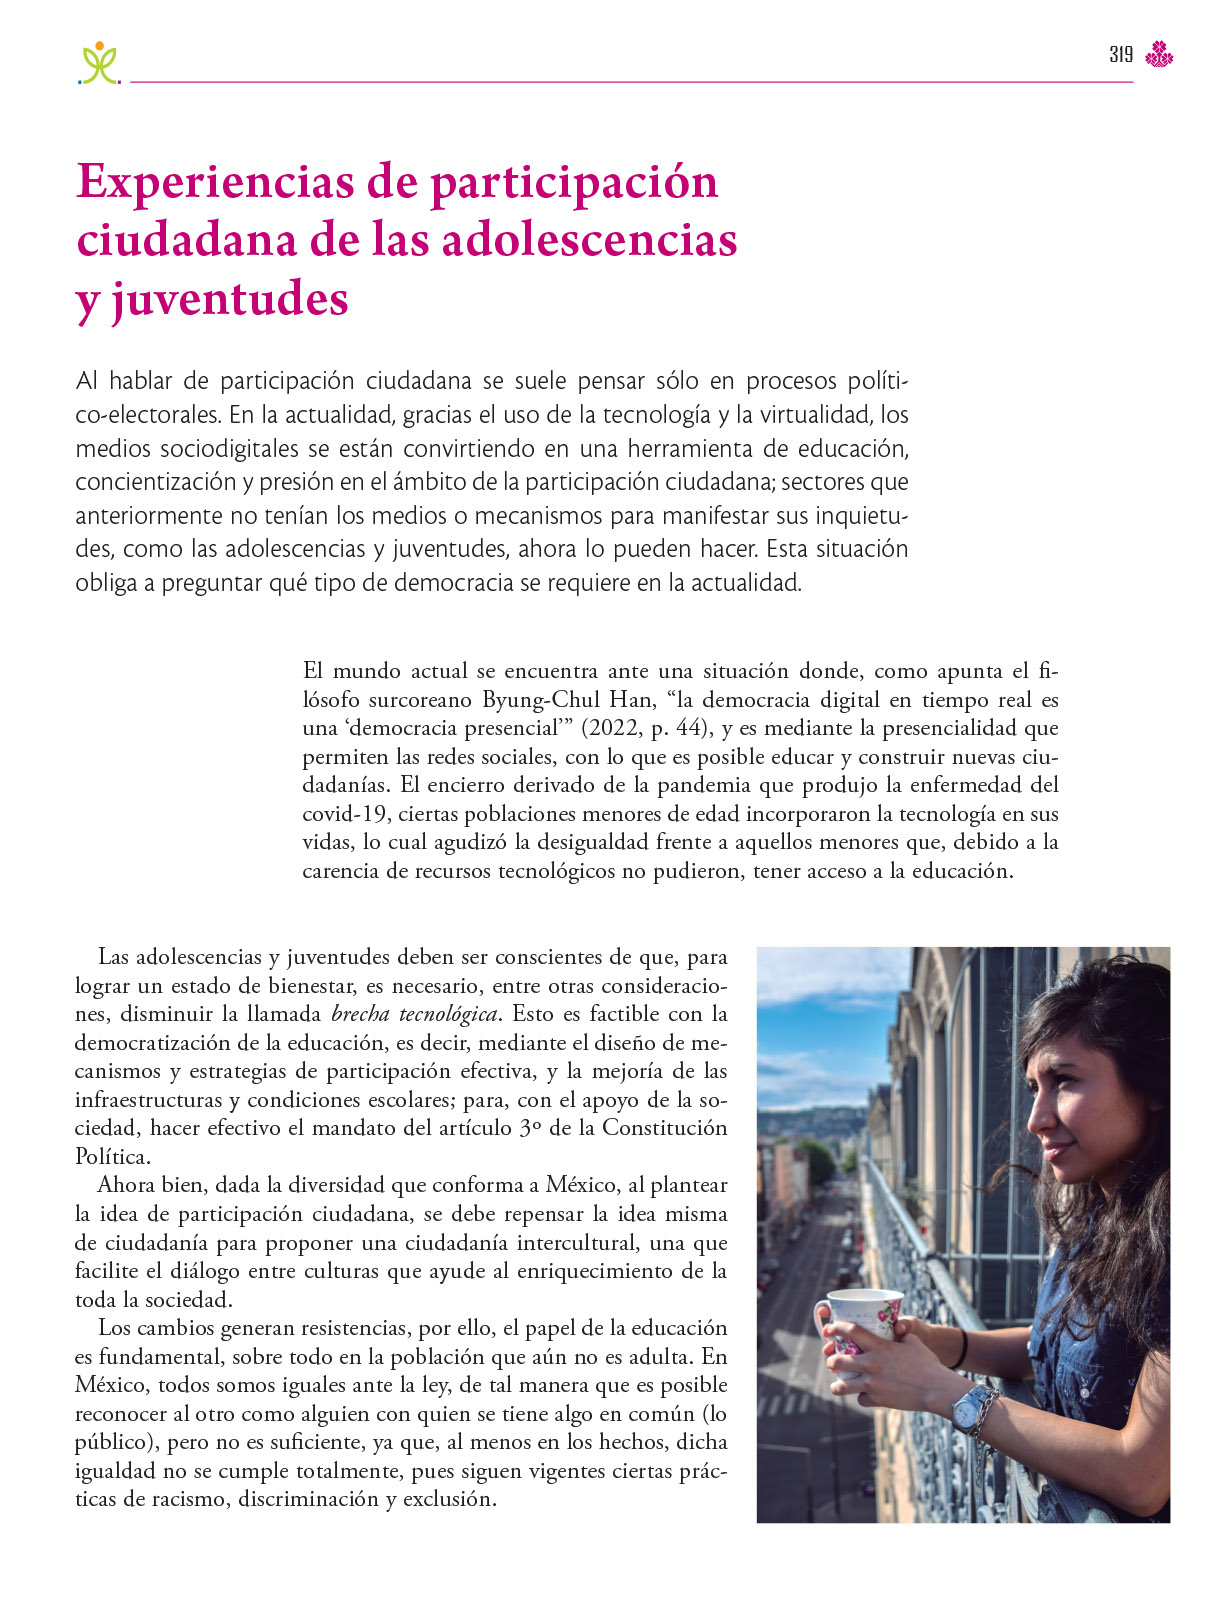 319
Experiencias de participación
ciudadana de las adolescencias
y juventudes
Al hablar de participación ciudadana se suele pensar sólo en procesos políti-
co-electorales. En la actualidad, gracias el uso de la tecnología y la virtualidad, los
medios sociodigitales se están convirtiendo en una herramienta de educación,
concientización y presión en el ámbito de la participación ciudadana; sectores que
anteriormente no tenían los medios o mecanismos para manifestar sus inquietu-
des, como las adolescencias y juventudes, ahora lo pueden hacer. Esta situación
obliga a preguntar qué tipo de democracia se requiere en la actualidad.
El mundo actual se encuentra ante una situación donde, como apunta el fi-
lósofo surcoreano Byung-Chul Han, “la democracia digital en tiempo real es
una ‘democracia presencial’” (2022, p. 44), y es mediante la presencialidad que
permiten las redes sociales, con lo que es posible educar y construir nuevas ciu-
dadanías. El encierro derivado de la pandemia que produjo la enfermedad del
covid-19, ciertas poblaciones menores de edad incorporaron la tecnología en sus
vidas, lo cual agudizó la desigualdad frente a aquellos menores que, debido a la
carencia de recursos tecnológicos no pudieron, tener acceso a la educación.
Las adolescencias y juventudes deben ser conscientes de que, para
lograr un estado de bienestar, es necesario, entre otras consideracio-
nes, disminuir la llamada brecha tecnológica. Esto es factible con la
democratización de la educación, es decir, mediante el diseño de me-
canismos y estrategias de participación efectiva, y la mejoría de las
infraestructuras y condiciones escolares; para, con el apoyo de la so-
ciedad, hacer efectivo el mandato del artículo 3º de la Constitución
Política.
Ahora bien, dada la diversidad que conforma a México, al plantear
la idea de participación ciudadana, se debe repensar la idea misma
de ciudadanía para proponer una ciudadanía intercultural, una que
facilite el diálogo entre culturas que ayude al enriquecimiento de la
toda la sociedad.
Los cambios generan resistencias, por ello, el papel de la educación
es fundamental, sobre todo en la población que aún no es adulta. En
México, todos somos iguales ante la ley, de tal manera que es posible
reconocer al otro como alguien con quien se tiene algo en común (lo
público), pero no es suficiente, ya que, al menos en los hechos, dicha
igualdad no se cumple totalmente, pues siguen vigentes ciertas prác-
ticas de racismo, discriminación y exclusión.